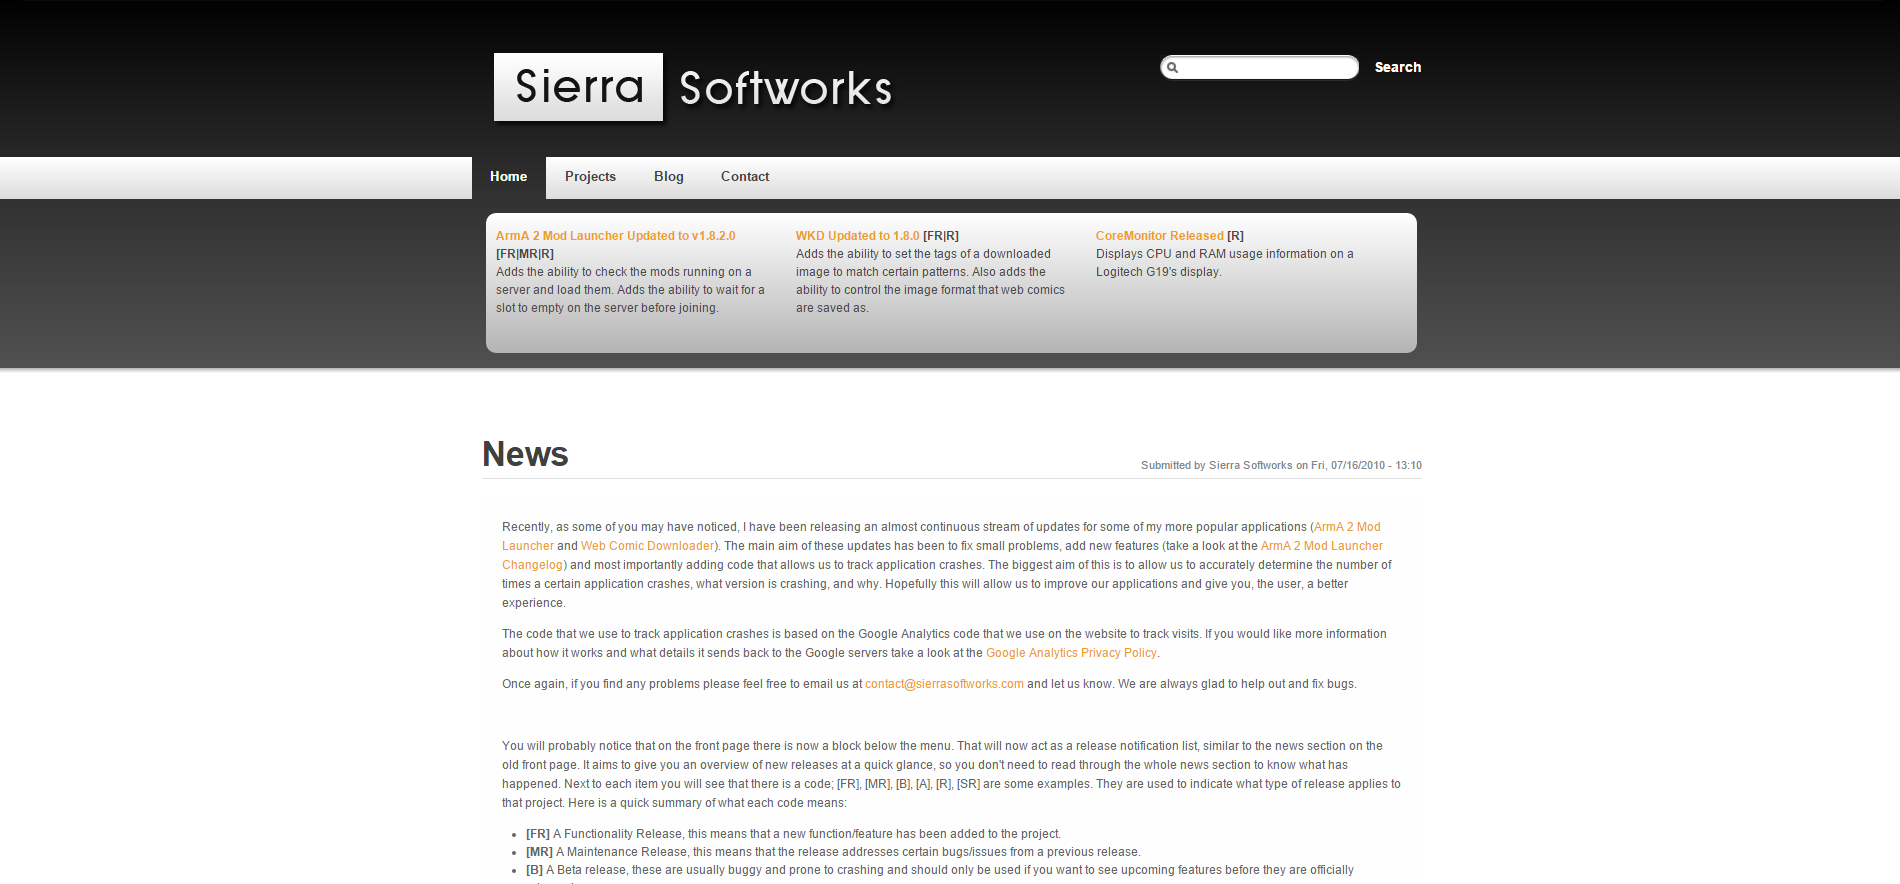 Sierra Softworks
Search
Home Projects Blog Contact
ArmA 2 Mod Launcher Updated to v1.8.2.0
[FR|MR|R]
Adds the ability to check the mods running on a
server and load them. Adds the ability to wait for a
slot to empty on the server before joining.
WKD Updated to 1.8.0 [FR|R]
Adds the ability to set the tags of a downloaded
image to match certain patterns. Also adds the
ability to control the image format that web comics
are saved as.
CoreMonitor Released [R]
Displays CPU and RAM usage information on a
Logitech G19's display.
News
Submitted by Sierra Softworks on Fri, 07/16/2010 - 13:10
Recently, as some of you may have noticed, I have been releasing an almost continuous stream of updates for some of my more popular applications (ArmA 2 Mod
Launcher and Web Comic Downloader). The main aim of these updates has been to fix small problems, add new features (take a look at the ArmA 2 Mod Launcher
Changelog) and most importantly adding code that allows us to track application crashes. The biggest aim of this is to allow us to accurately determine the number of
times a certain application crashes, what version is crashing, and why. Hopefully this will allow us to improve our applications and give you, the user, a better
experience.
The code that we use to track application crashes is based on the Google Analytics code that we use on the website to track visits. If you would like more information
about how it works and what details it sends back to the Google servers take a look at the Google Analytics Privacy Policy.
Once again, if you find any problems please feel free to email us at contact@sierrasoftworks.com and let us know. We are always glad to help out and fix bugs.
You will probably notice that on the front page there is now a block below the menu. That will now act as a release notification list, similar to the news section on the
old front page. It aims to give you an overview of new releases at a quick glance, so you don't need to read through the whole news section to know what has
happened. Next to each item you will see that there is a code; [FR], [MR], [B], [A], [R], [SR] are some examples. They are used to indicate what type of release applies to
that project. Here is a quick summary of what each code means:
• [FR] A Functionality Release, this means that a new function/feature has been added to the project.
• [MR] A Maintenance Release, this means that the release addresses certain bugs/issues from a previous release.
• [B] A Beta release, these are usually buggy and prone to crashing and should only be used if you want to see upcoming features before they are officially